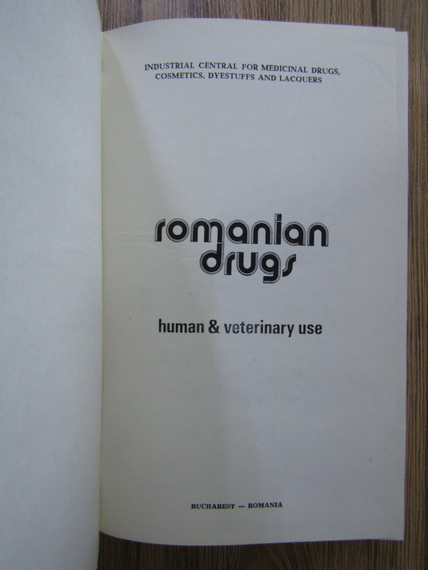 INDUSTRIAL CENTRAL FOR MEDICINAL DRUGS,
COSMETICS, DYESTUFFS AND LACQUERS
romanian
drugs
human & veterinary use
BUCHAREST — ROMANIA